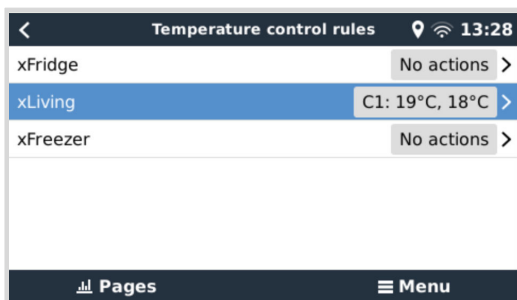 Temperature control rules 13:28
xFridge No actions
xLiving C1: 19°C, 18°C
xFreezer No actions
Pages Menu